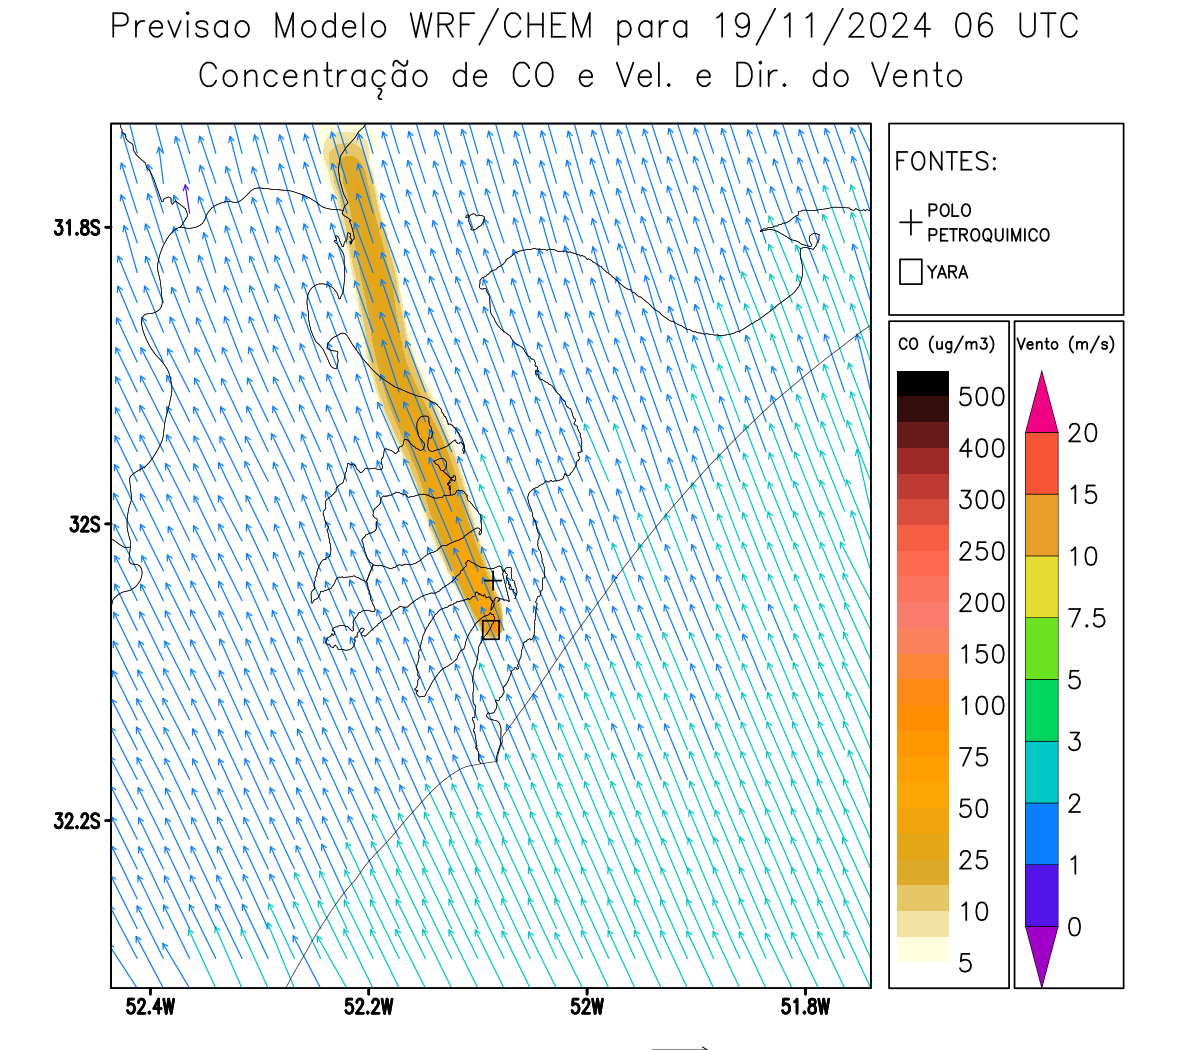 Previsao Modelo WRF/CHEM para 19/11/2024 06 UTC
Concentração de CO e Vel. e Dir. do Vento
FONTES:
POLO
PETROQUIMICO
YARA
CO (ug/m3)
500
400
300
250
200
150
100
75
50
25
10
5
Vento (m/s)
20
15
10
7.5
5
3
2
1
0
31.8S
32S
32.2S
52.4W
52.2W
52W
51.8W